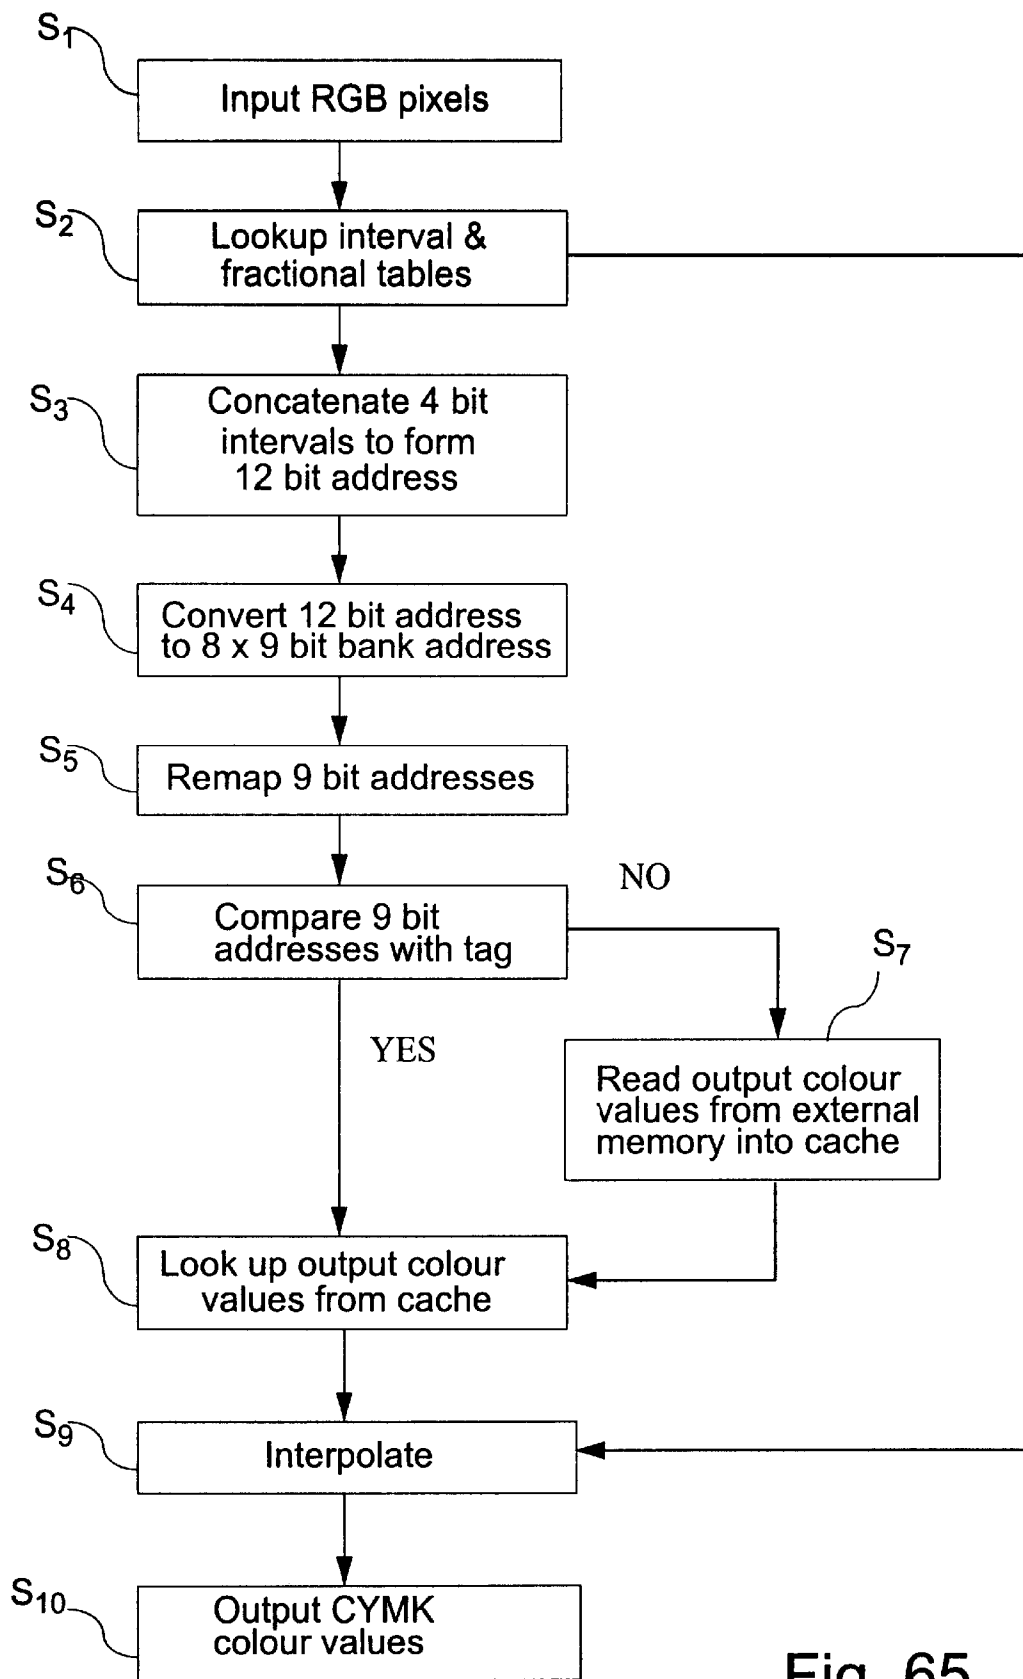 S1
Input RGB pixels
S2
Lookup interval &
fractional tables
S3
Concatenate 4 bit
intervals to form
12 bit address
S4
Convert 12 bit address
to 8 x 9 bit bank address
S5
Remap 9 bit addresses
S6
Compare 9 bit
addresses with tag
NO
YES
S7
Read output colour
values from external
memory into cache
S8
Look up output colour
values from cache
S9
Interpolate
S10
Output CYMK
colour values
Fig. 65